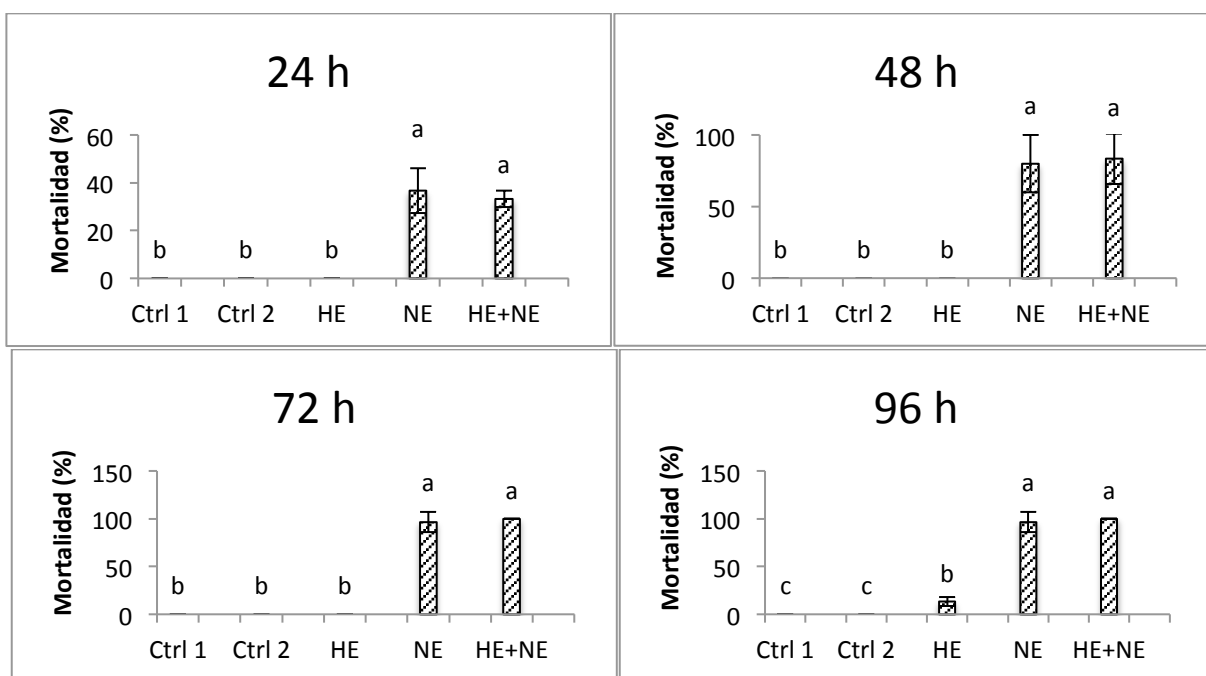 24 h
Mortalidad (%)
60
40
20
0
a
a
b
b
b
Ctrl 1 Ctrl 2 HE NE HE+NE
48 h
Mortalidad (%)
100
50
0
a
a
b
b
b
Ctrl 1 Ctrl 2 HE NE HE+NE
72 h
Mortalidad (%)
150
100
50
0
a
a
b
b
b
Ctrl 1 Ctrl 2 HE NE HE+NE
96 h
Mortalidad (%)
150
100
50
0
a
a
b
c
c
Ctrl 1 Ctrl 2 HE NE HE+NE